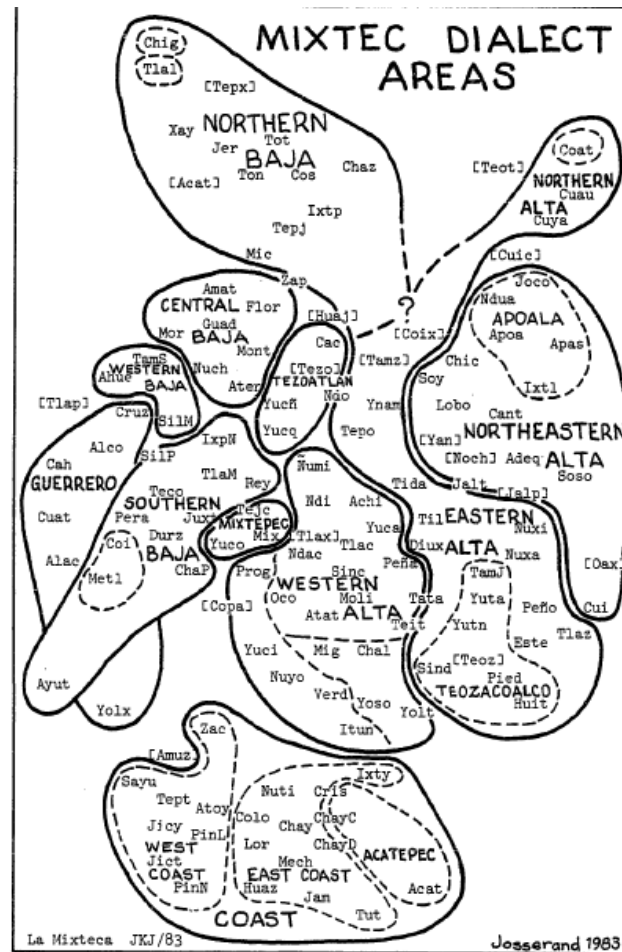 MIXTEC DIALECT
AREAS
Chig
Tlal
[Tepx]
NORTHERN
BAJA
Xay
Tot
Jer
Ton
Cos
Chaz
[Acat]
Ixtp
Tepj
Mic
Zap
[Teot]
Coat
NORTHERN
ALTA
Cuau
Cuya
[Cuic]
Joco
Ndua
APOALA
Apoa
Apas
Ixtl
Amat
CENTRAL
Flor
Guad
BAJA
Mor
Mont
Nuch
Aten
[Huaj]
?
[Coix]
Cac
[Tezo]
TEZOATLAN
[Tamz]
Yucñ
Ndo
Yucq
Ynam
Tepo
TamS
WESTERN
Ahue
BAJA
[Tlap]
Cruz
SilM
Chic
Soy
Lobo
Cant
NORTHEASTERN
[Yan]
[Noch]
Adeq
ALTA
Soso
Tida
Jalt
[Jalp]
Alco
SilP
IxpN
Cah
GUERRERO
TlaM
Rey
Teco
SOUTHERN
Cuat
Pera
Juxt
Tejc
MIXTEPEC
Coi
Durz
BAJA
Yuco
Mix
Alac
Metl
ChaP
Ñumi
Ndi
Achi
[Tlax]
Yuca
Ndac
Tlac
Diux
Til
EASTERN
Nuxi
ALTA
Nuxa
[Oax]
Prog
Sinc
Peña
WESTERN
TamJ
[Copa]
Oco
Moli
Tata
Yuta
Peño
Cui
Atat
ALTA
Teit
Yutn
Este
Tlaz
Yuci
Mig
Chal
Sind
[Teoz]
Pied
Nuyo
TEOZACOALCO
Huit
Verd
Yoso
Yolt
Itun
Ayut
Yolx
Zac
[Amuz]
Sayu
Ixty
Tept
Atoy
Nuti
Cris
Colo
Jicy
PinL
Chay
ChayC
WEST
Lor
ChayD
ACATEPEC
Jict
Mech
COAST
EAST COAST
PinN
Huaz
Jam
Acat
COAST
Tut
La Mixteca JKJ/83
Josserand 1983